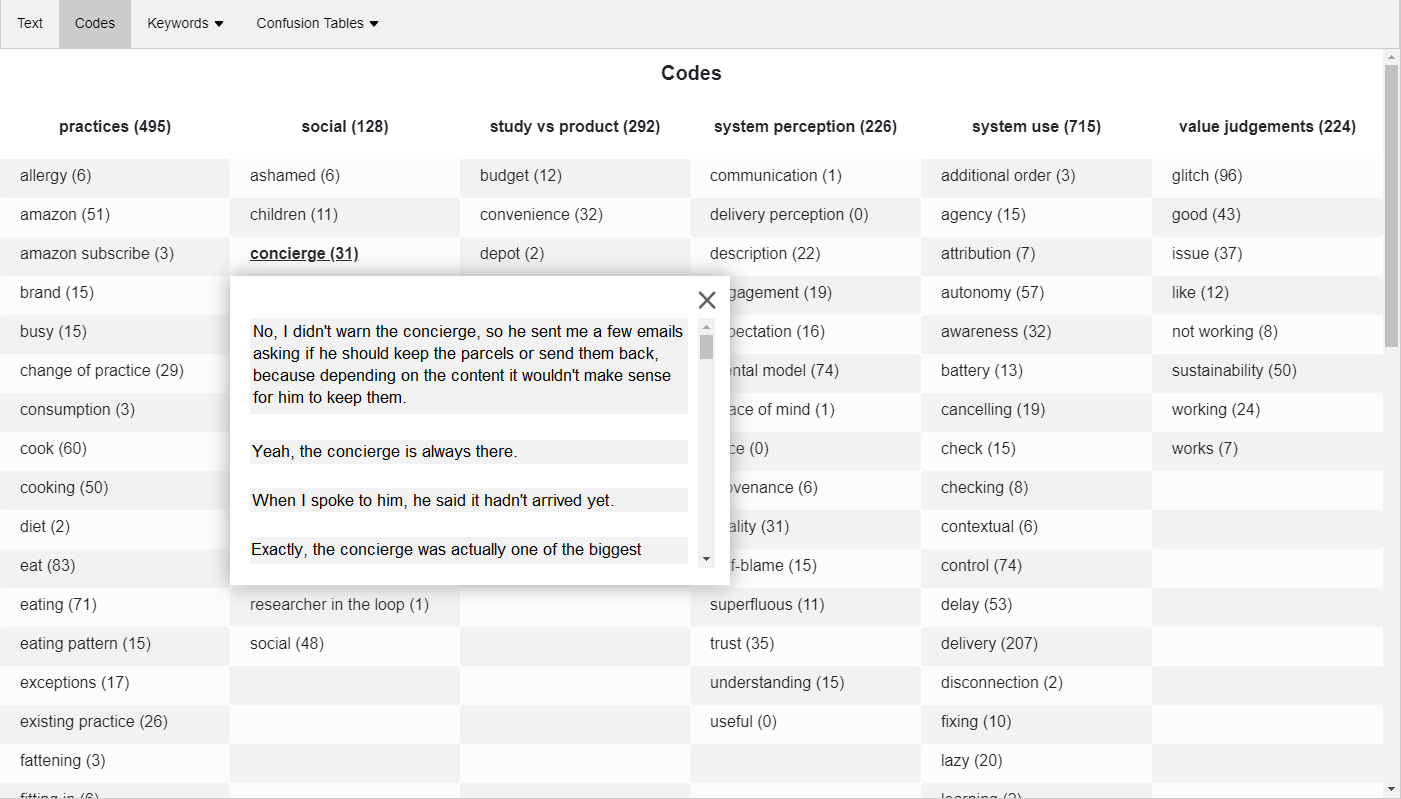 Text Codes Keywords Confusion Tables
Codes
practices (495) social (128) study vs product (292) system perception (226) system use (715) value judgements (224)
allergy (6) ashamed (6) budget (12) communication (1) additional order (3) glitch (96)
amazon (51) children (11) convenience (32) delivery perception (0) agency (15) good (43)
amazon subscribe (3) concierge (31) depot (2) description (22) attribution (7) issue (37)
brand (15) gagement (19) autonomy (57) like (12)
busy (15) pectation (16) awareness (32) not working (8)
change of practice (29) ental model (74) battery (13) sustainability (50)
consumption (3) ace of mind (1) cancelling (19) working (24)
cook (60) ce (0) check (15) works (7)
cooking (50) ovenance (6) checking (8)
diet (2) ality (31) contextual (6)
eat (83) f-blame (15) control (74)
No, I didn't warn the concierge, so he sent me a few emails
asking if he should keep the parcels or send them back,
because depending on the content it wouldn't make sense
for him to keep them.
Yeah, the concierge is always there.
When I spoke to him, he said it hadn't arrived yet.
Exactly, the concierge was actually one of the biggest
eating (71) researcher in the loop (1) superfluous (11) delay (53)
eating pattern (15) social (48) trust (35) delivery (207)
exceptions (17) understanding (15) disconnection (2)
existing practice (26) useful (0) fixing (10)
fattening (3) lazy (20)
fitting in (6) learning (2)